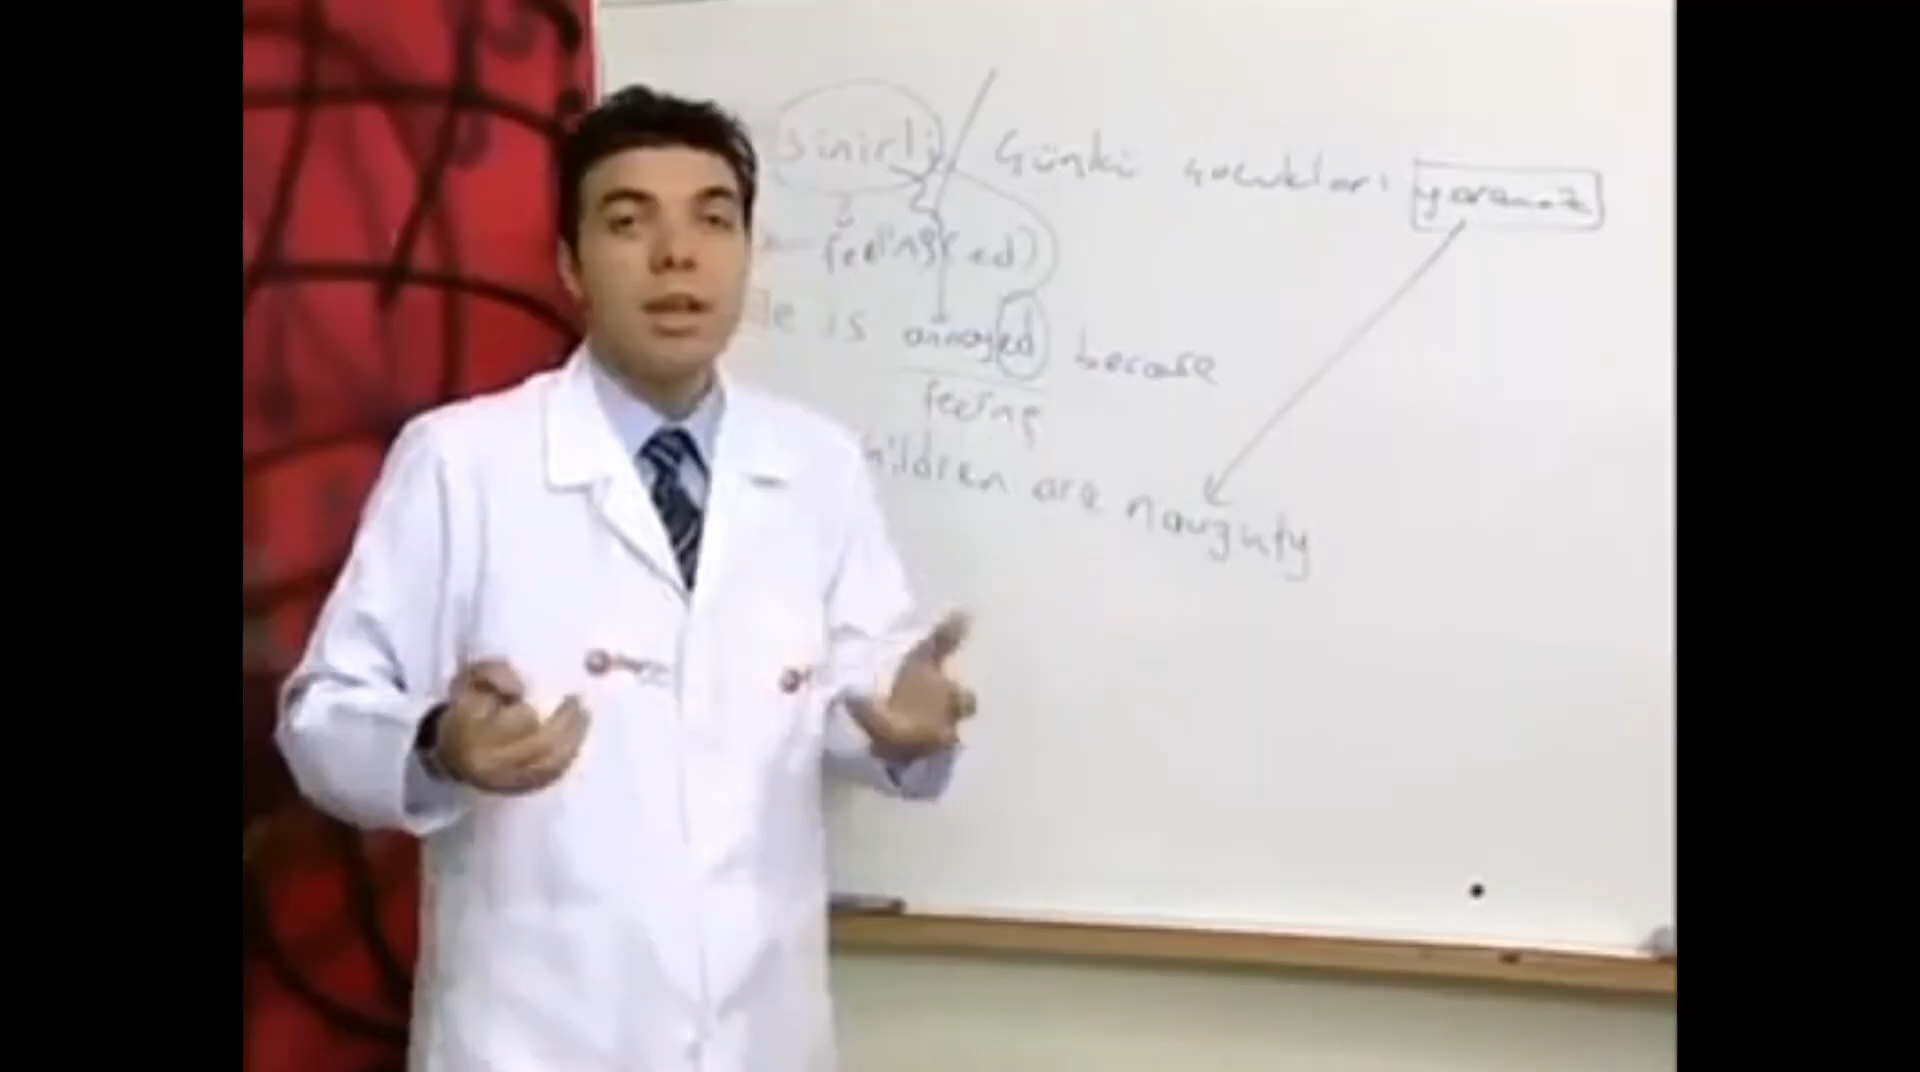 sinirli, Çünkü çocukları yaramaz
feeling(ed)
He is annoyed because
feeling
children are naughty